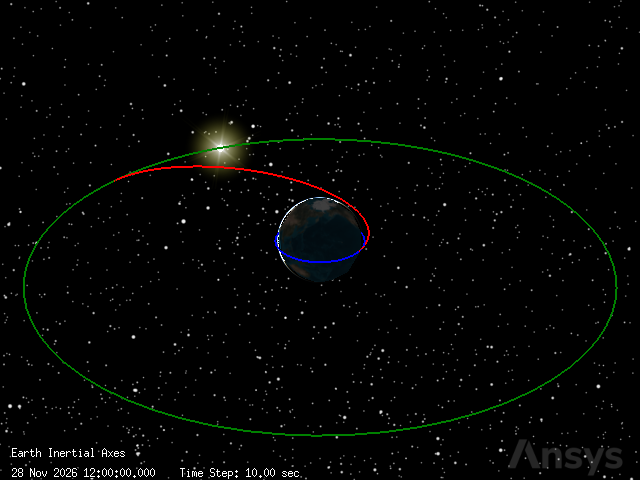 Earth Inertial Axes
Ansys
28 Nov 2026 12:00:00.000    Time Step: 10.00 sec